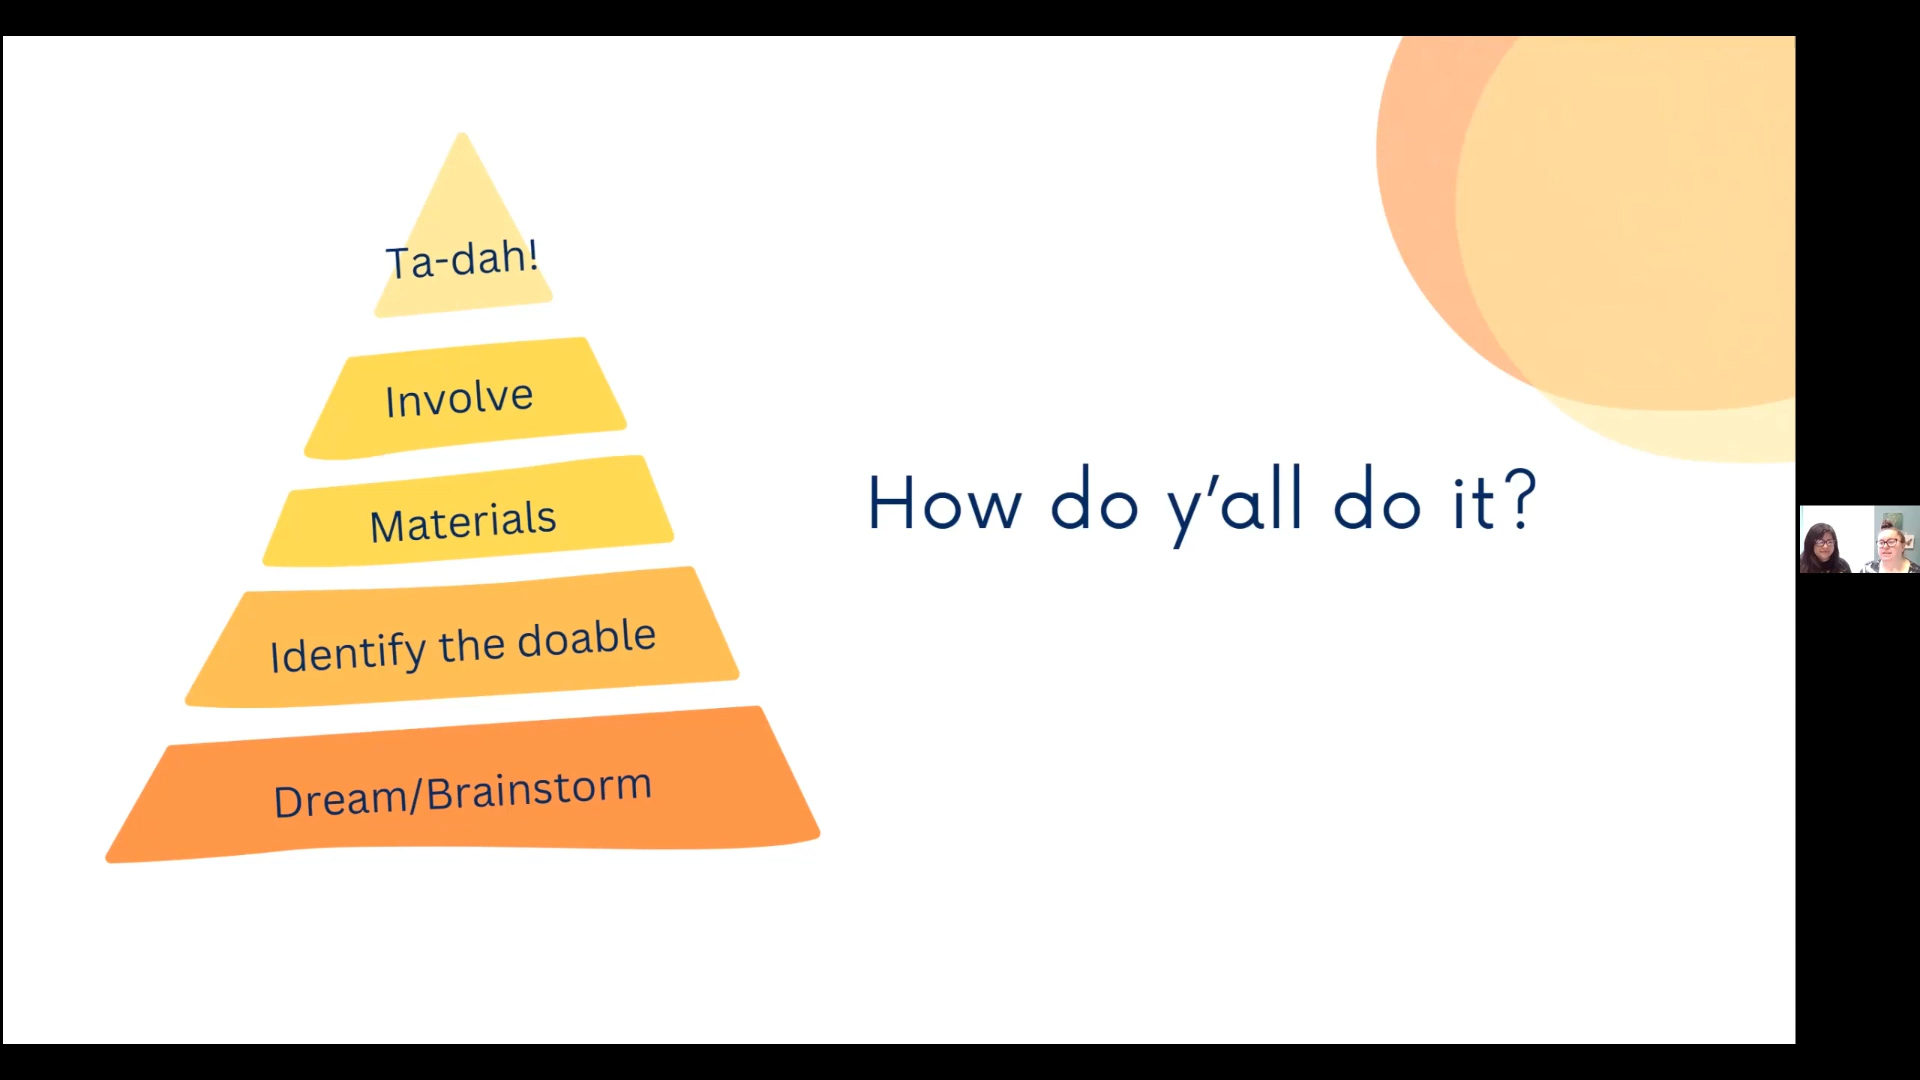 Ta-dah!
Involve
Materials
Identify the doable
Dream/Brainstorm
How do y'all do it?